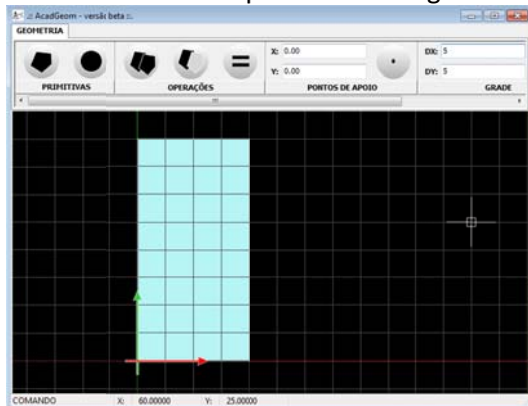 AcadGeom - versão beta ::.
GEOMETRIA
X: 0.00
DX: 5
Y: 0.00
DY: 5
PRIMITIVAS
OPERAÇÕES
PONTOS DE APOIO
GRADE
COMANDO X: 60.00000 Y: 25.00000